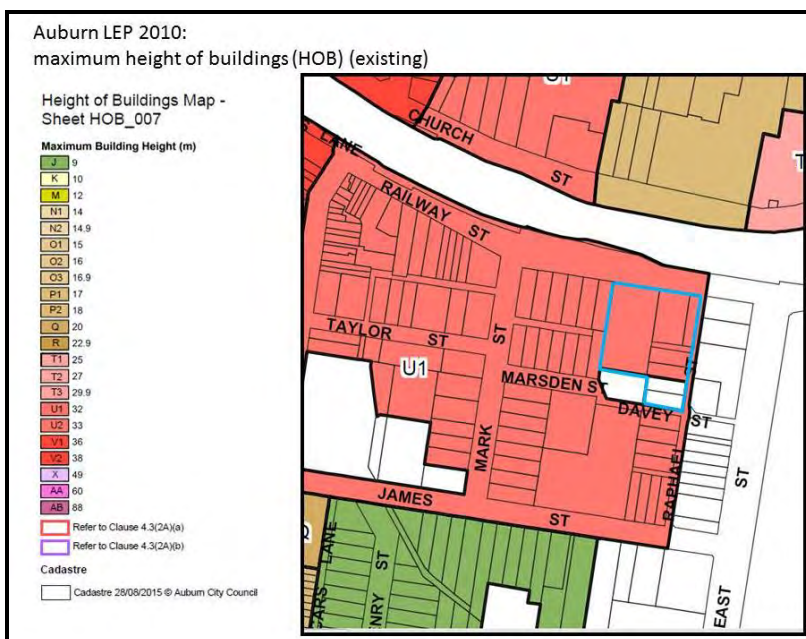 Auburn LEP 2010:
maximum height of buildings (HOB) (existing)
Height of Buildings Map -
Sheet HOB_007
Maximum Building Height (m)
J 9
K 10
M 12
N1 14
N2 14.9
O1 15
O2 16
O3 16.9
P1 17
P2 18
Q 20
R 22.9
T1 25
T2 27
T3 29.9
U1 32
U2 33
V1 36
V2 38
X 49
AA 60
AB 88
Refer to Clause 4.3(2A)(a)
Refer to Clause 4.3(2A)(b)
Cadastre
Cadastre 28/08/2015 © Auburn City Council
CHURCH ST
LANE
RAILWAY ST
TAYLOR ST
ST
U1
MARSDEN ST
DAVEY ST
MARK
RAPHAEL
ST
JAMES ST
LANE
ST
EAST